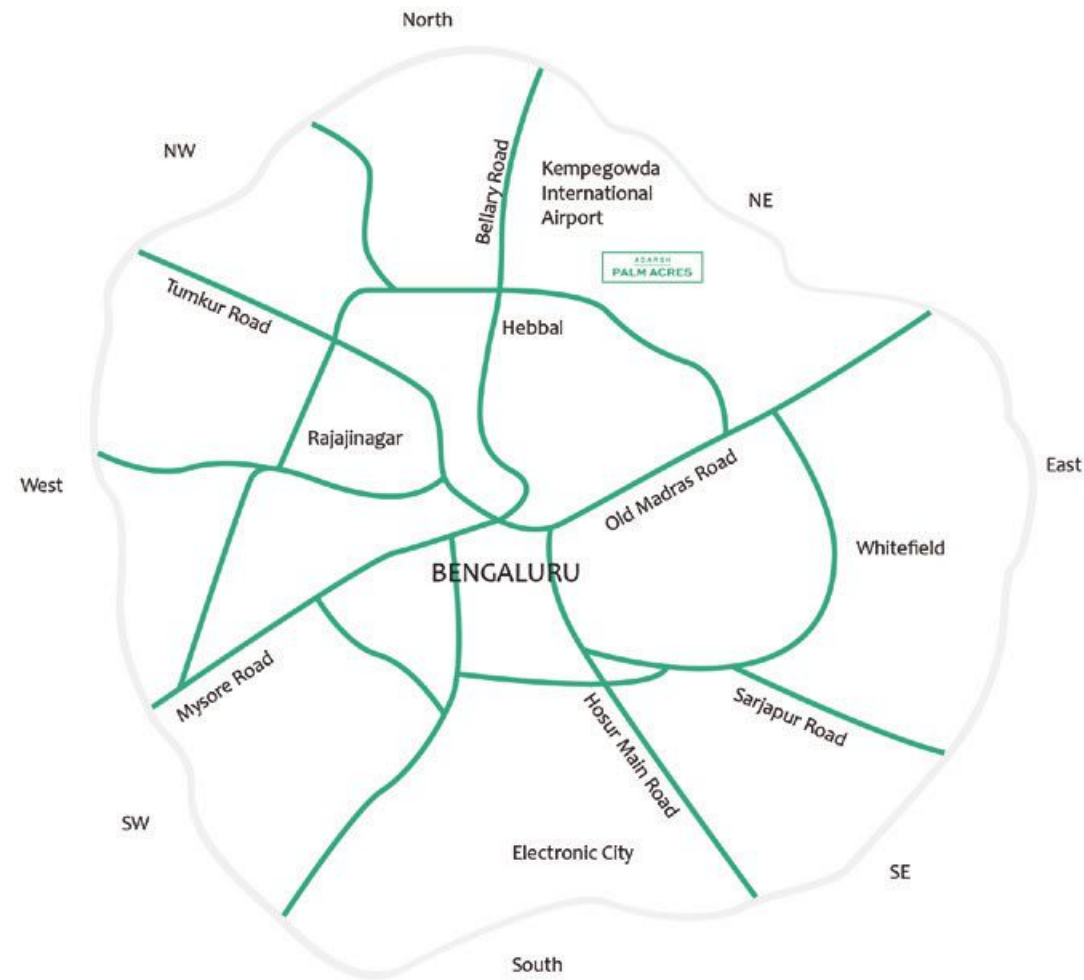 North
NW
Bellary Road
Kempegowda
International
Airport
NE
ADARSH
PALM ACRES
Tumkur Road
Hebbal
Rajajinagar
West
East
Old Madras Road
Whitefield
BENGALURU
Mysore Road
Hosur Main Road
Sarjapur Road
SW
Electronic City
SE
South